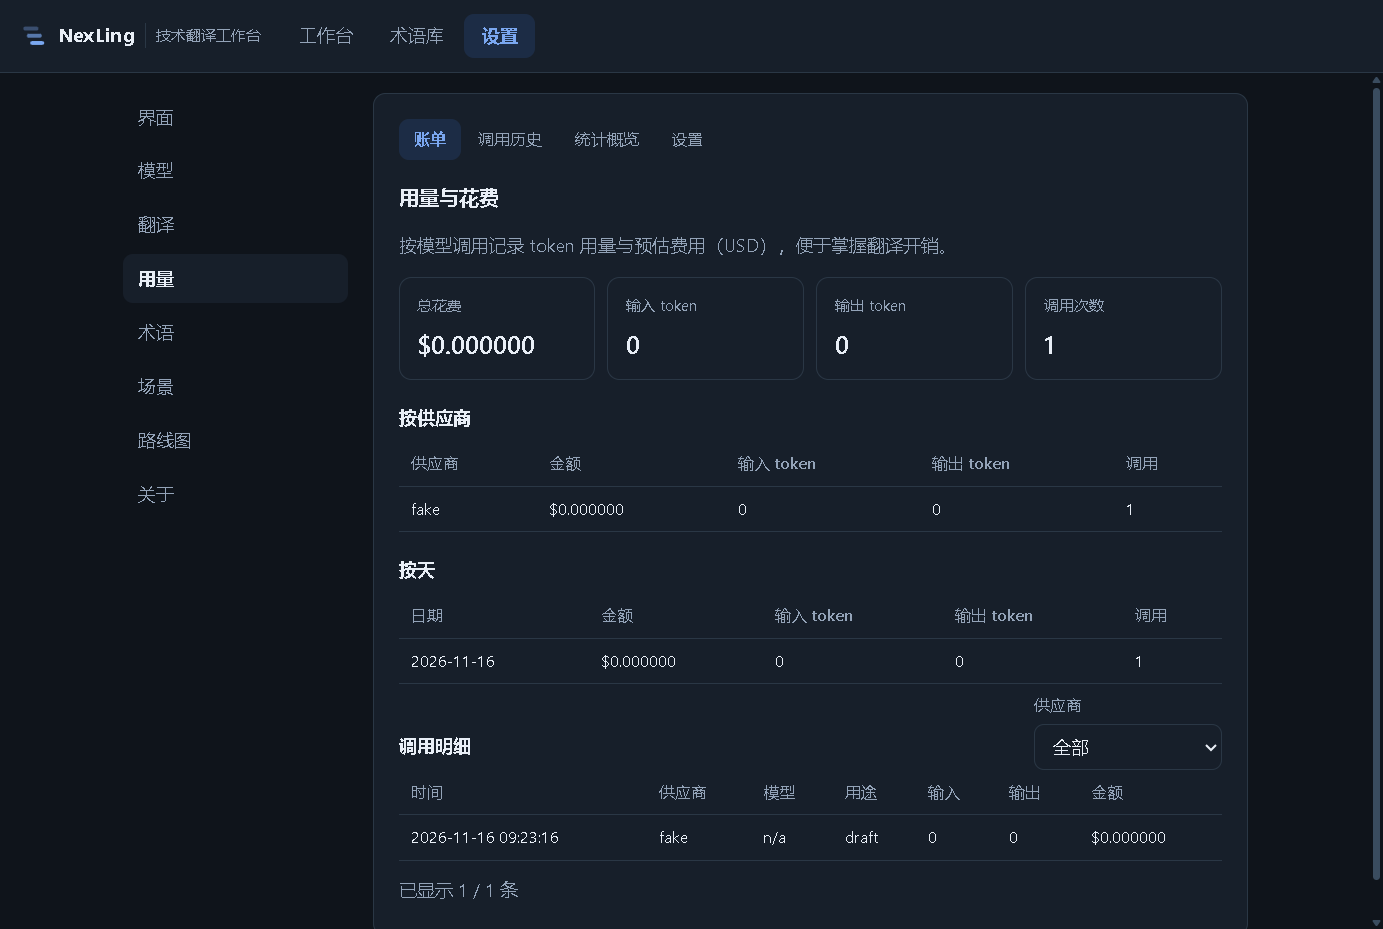 NexLing 技术翻译工作台 工作台 术语库 设置
界面
模型
翻译
用量
术语
场景
路线图
关于
账单 调用历史 统计概览 设置
用量与花费
按模型调用记录 token 用量与预估费用（USD），便于掌握翻译开销。
总花费 输入 token 输出 token 调用次数
$0.000000 0 0 1
按供应商
供应商 金额 输入 token 输出 token 调用
fake $0.000000 0 0 1
按天
日期 金额 输入 token 输出 token 调用
2026-11-16 $0.000000 0 0 1
供应商
调用明细 全部
时间 供应商 模型 用途 输入 输出 金额
2026-11-16 09:23:16 fake n/a draft 0 0 $0.000000
已显示 1 / 1 条